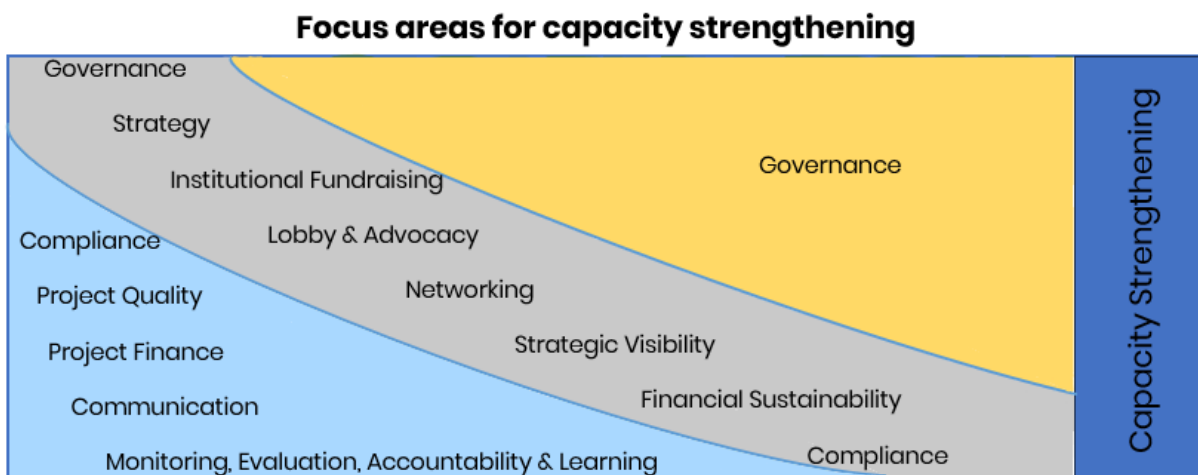 Focus areas for capacity strengthening
Governance
Strategy
Institutional Fundraising
Lobby & Advocacy
Networking
Strategic Visibility
Financial Sustainability
Compliance
Governance
Compliance
Project Quality
Project Finance
Communication
Monitoring, Evaluation, Accountability & Learning
Capacity Strengthening